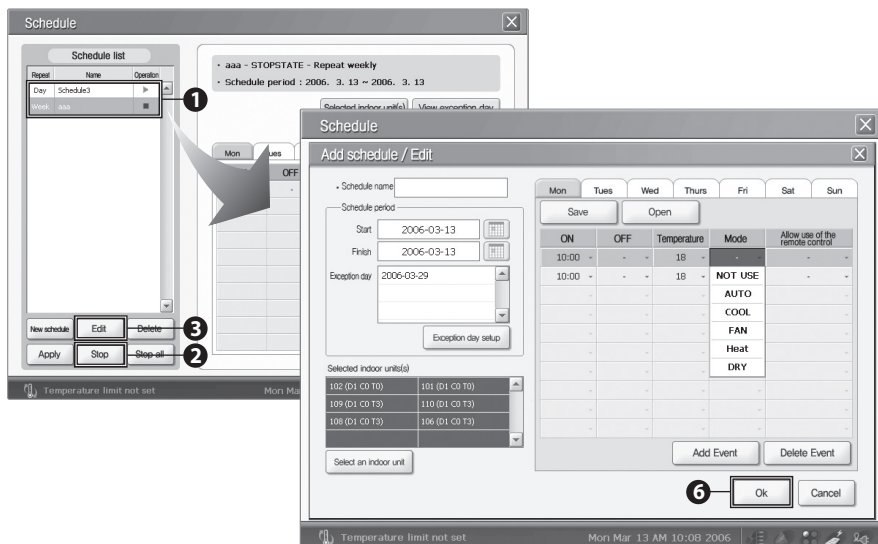 Schedule
Schedule list
Repeat Name Operation
Day Schedule3
Week aaa
1
• aaa - STOPSTATE - Repeat weekly
• Schedule period : 2006. 3. 13 ~ 2006. 3. 13
Selected indoor unit(s) View exception day
Mon Tues
OFF
New schedule Edit Delete
3
Apply Stop Stop all
2
Temperature limit not set Mon Ma
Schedule
Add schedule / Edit
• Schedule name
Schedule period
Start 2006-03-13
Finish 2006-03-13
Exception day 2006-03-29
Exception day setup
Selected indoor units(s)
102 (D1 C0 T0) 101 (D1 C0 T0)
109 (D1 C0 T3) 110 (D1 C0 T3)
108 (D1 C0 T3) 106 (D1 C0 T3)
Select an indoor unit
Mon Tues Wed Thurs Fri Sat Sun
Save Open
ON OFF Temperature Mode Allow use of the remote control
10:00 - 18 - -
10:00 - 18 NOT USE -
AUTO
COOL
FAN
Heat
DRY
Add Event Delete Event
6
Ok Cancel
Temperature limit not set Mon Mar 13 AM 10:08 2006